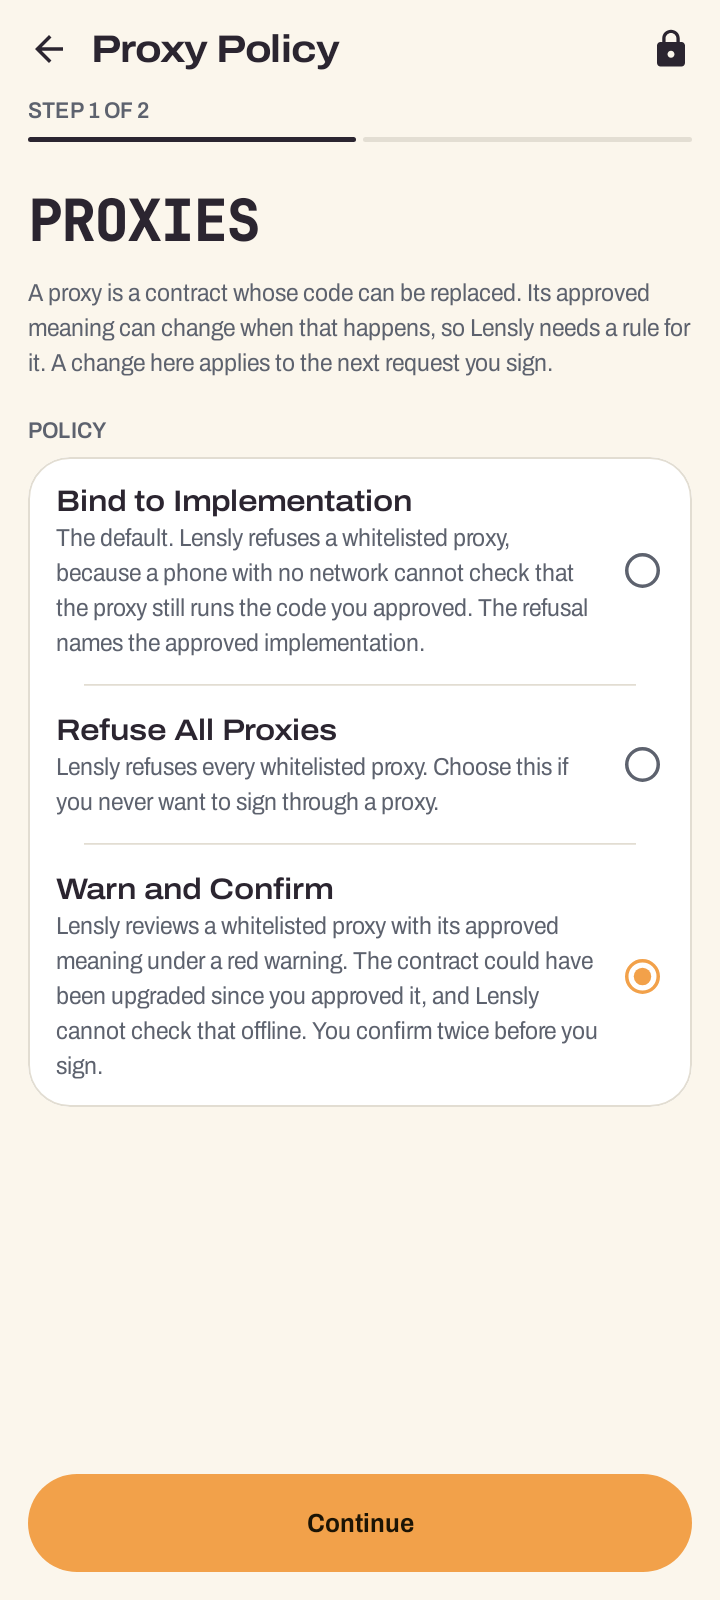 Proxy Policy
STEP 1 OF 2
PROXIES
A proxy is a contract whose code can be replaced. Its approved
meaning can change when that happens, so Lensly needs a rule for
it. A change here applies to the next request you sign.
POLICY
Bind to Implementation
The default. Lensly refuses a whitelisted proxy,
because a phone with no network cannot check that
the proxy still runs the code you approved. The refusal
names the approved implementation.
Refuse All Proxies
Lensly refuses every whitelisted proxy. Choose this if
you never want to sign through a proxy.
Warn and Confirm
Lensly reviews a whitelisted proxy with its approved
meaning under a red warning. The contract could have
been upgraded since you approved it, and Lensly
cannot check that offline. You confirm twice before you
sign.
Continue